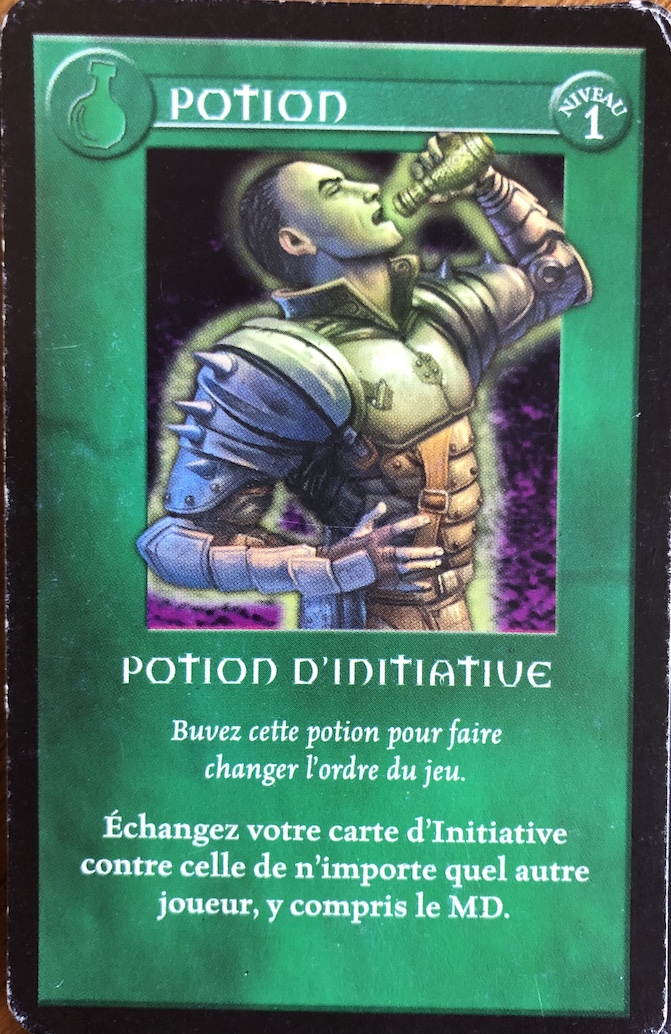 POTION
NIVEAU
1
POTION D'INITIATIVE
Buvez cette potion pour faire
changer l'ordre du jeu.
Échangez votre carte d'Initiative
contre celle de n'importe quel autre
joueur, y compris le MD.